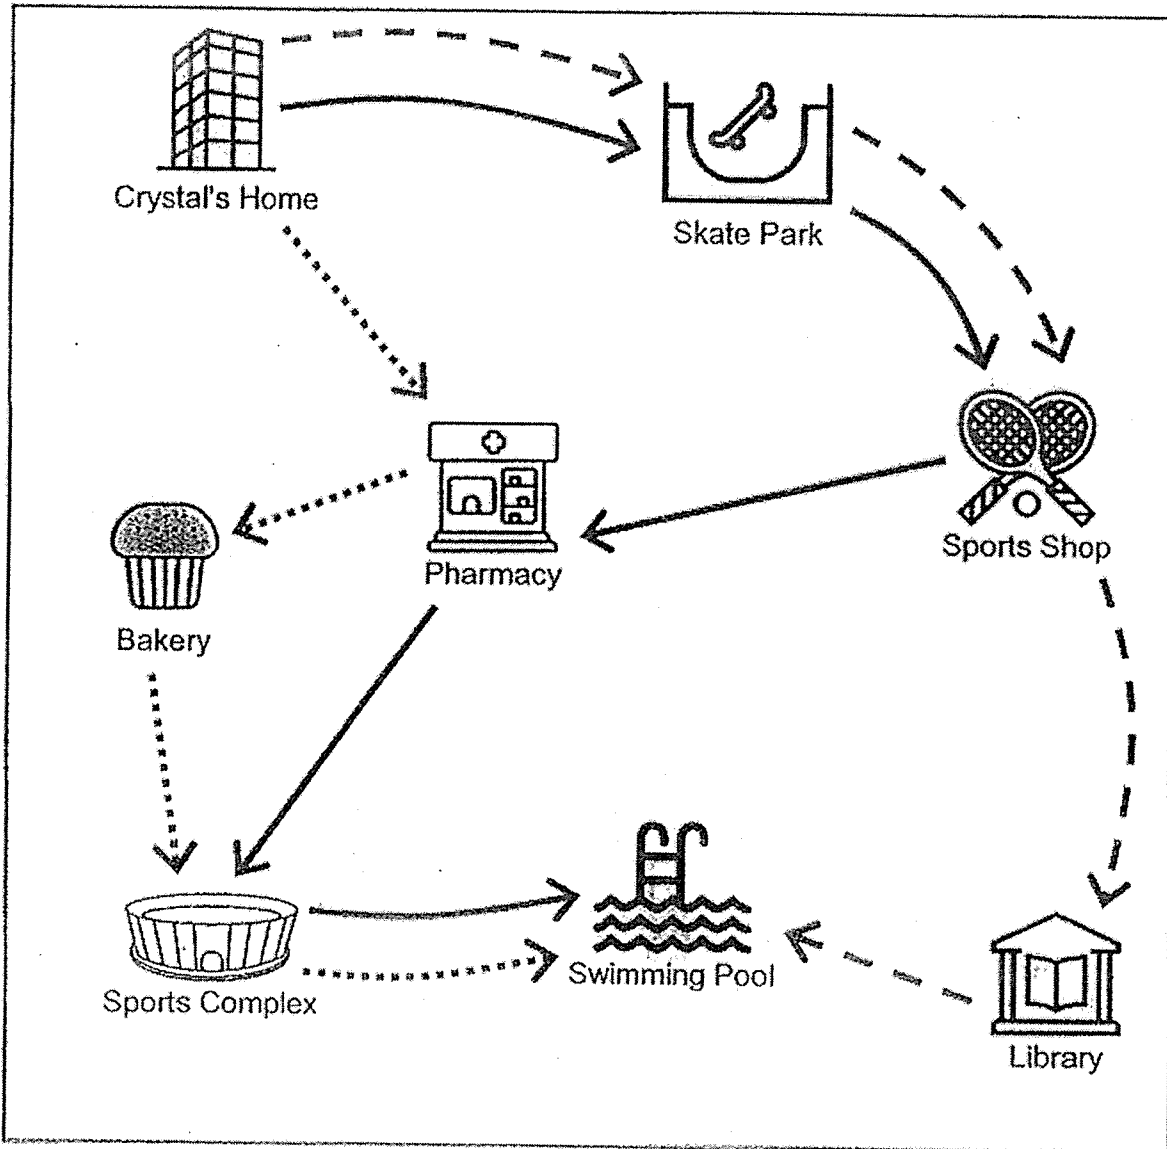 Crystal's Home
Skate Park
Sports Shop
Pharmacy
Bakery
Swimming Pool
Sports Complex
Library